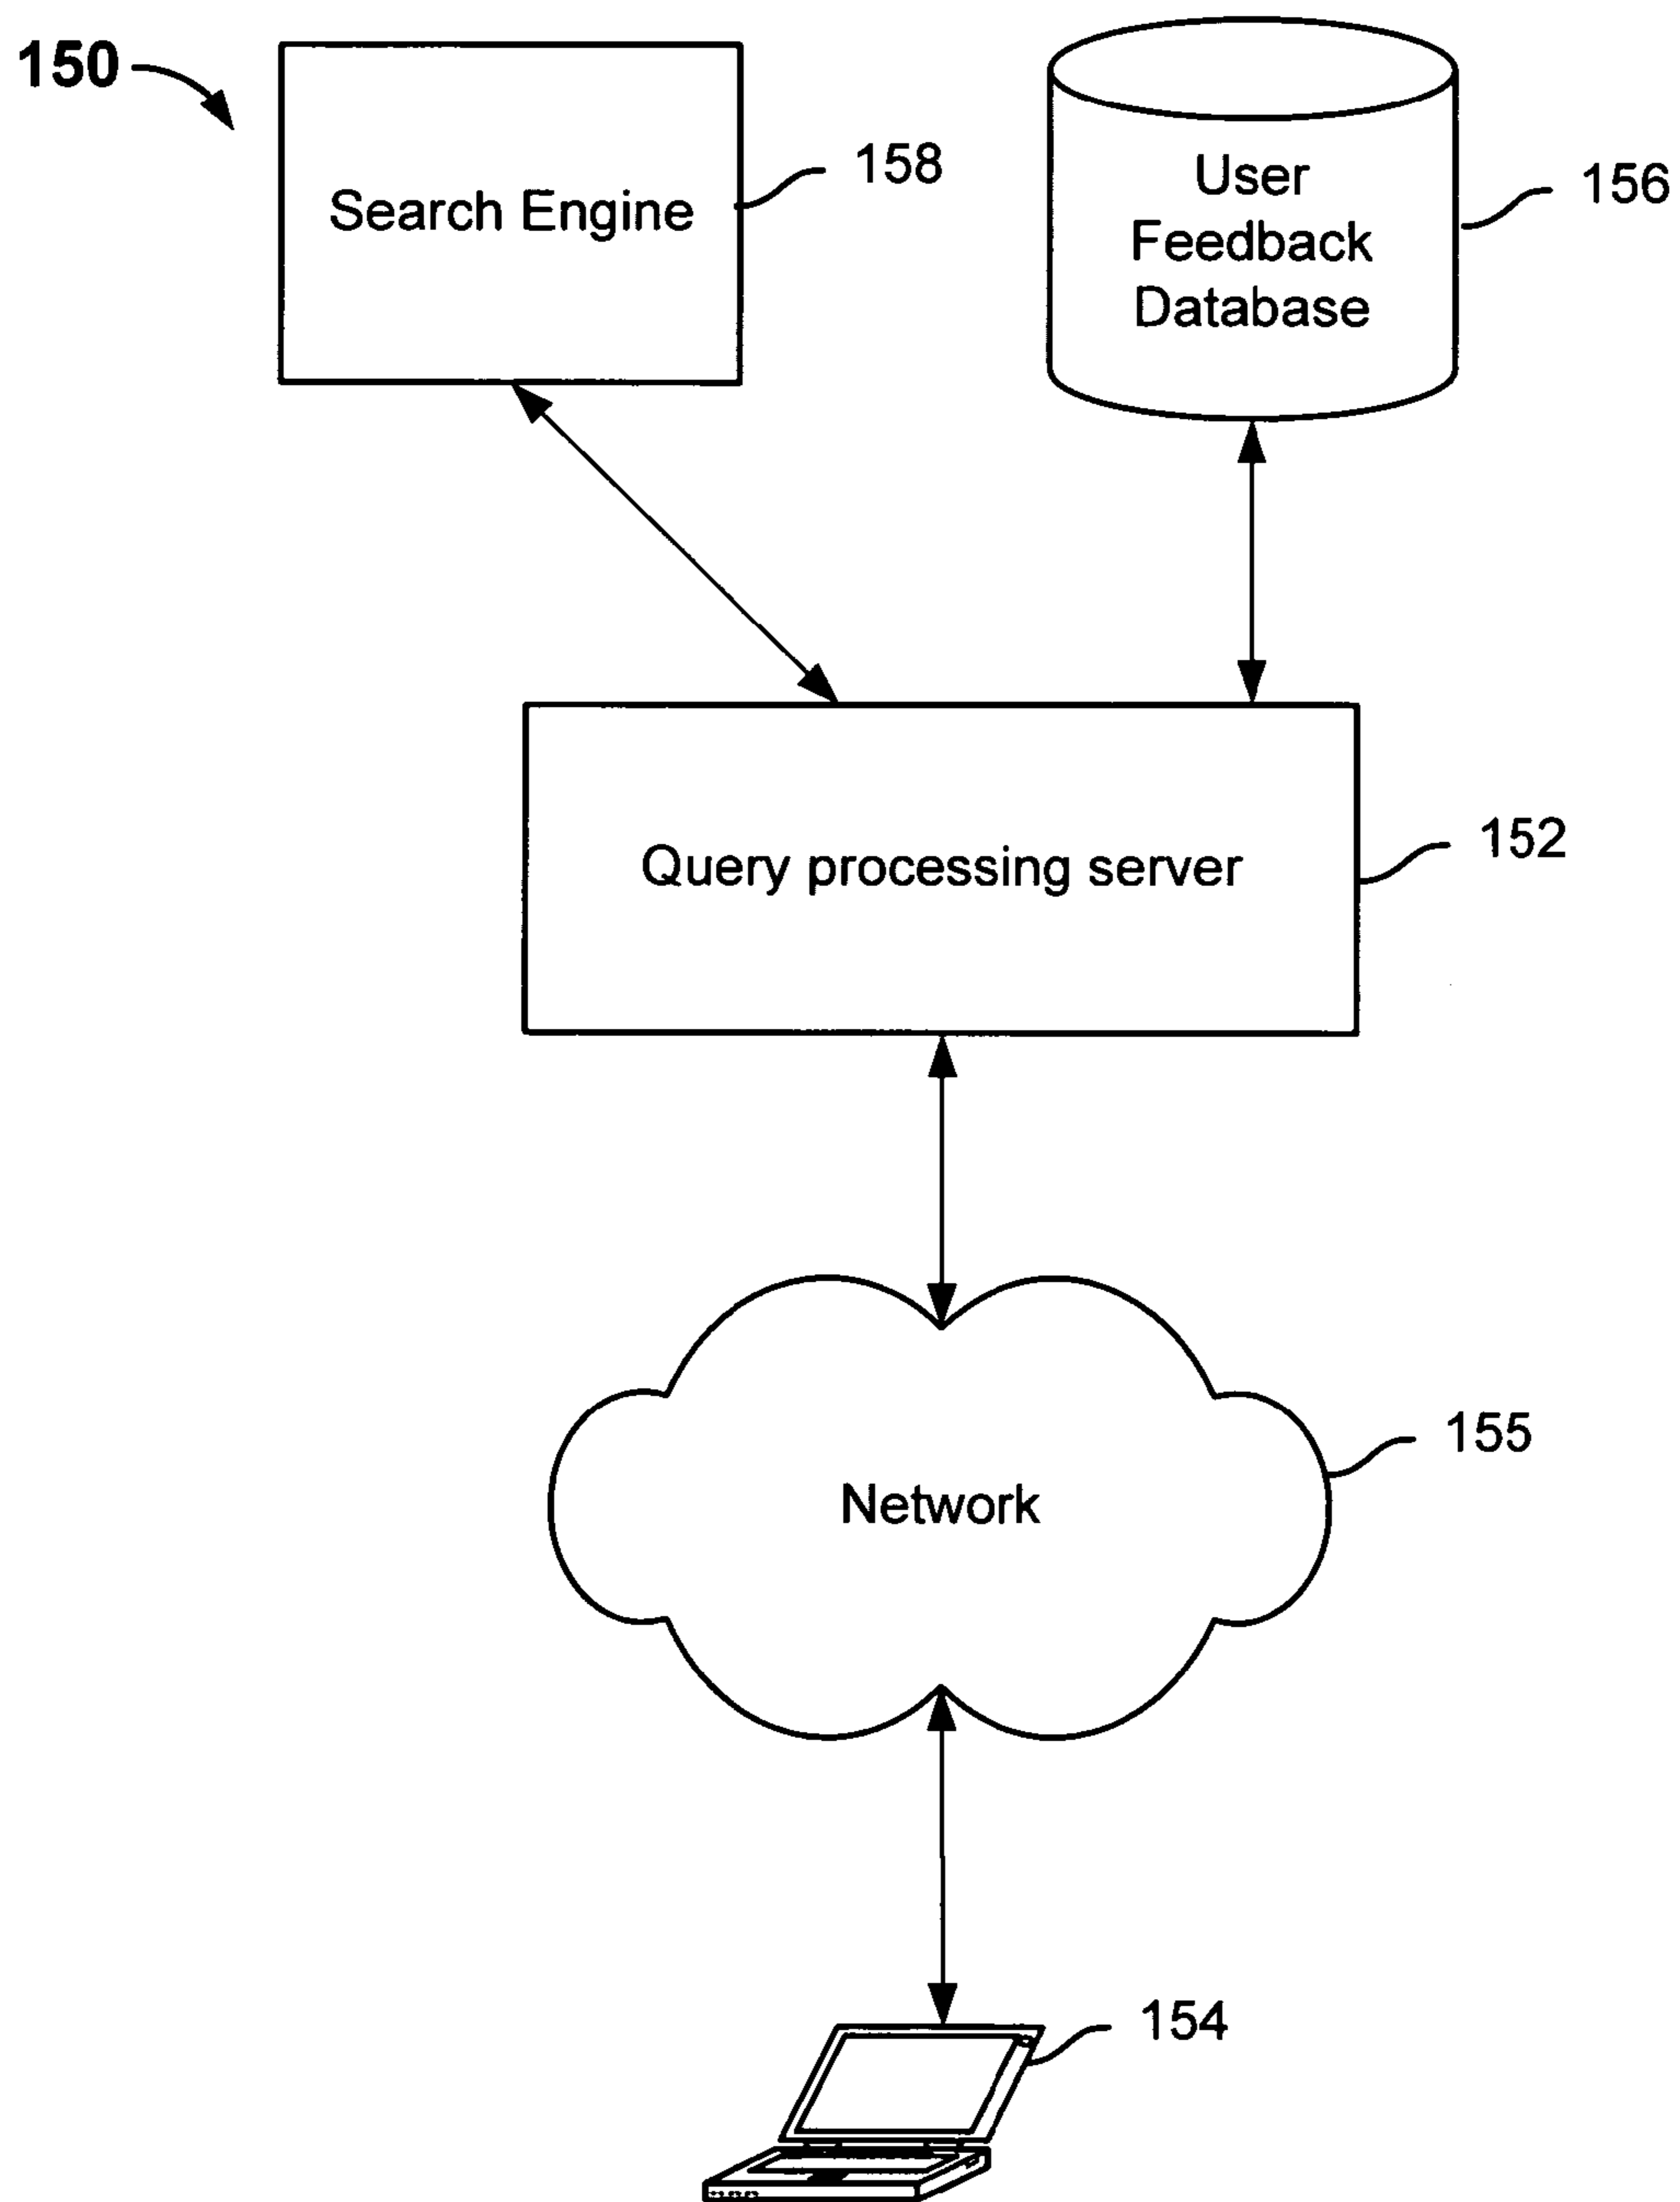 150
Search Engine
158
User
Feedback
Database
156
Query processing server
152
Network
155
154